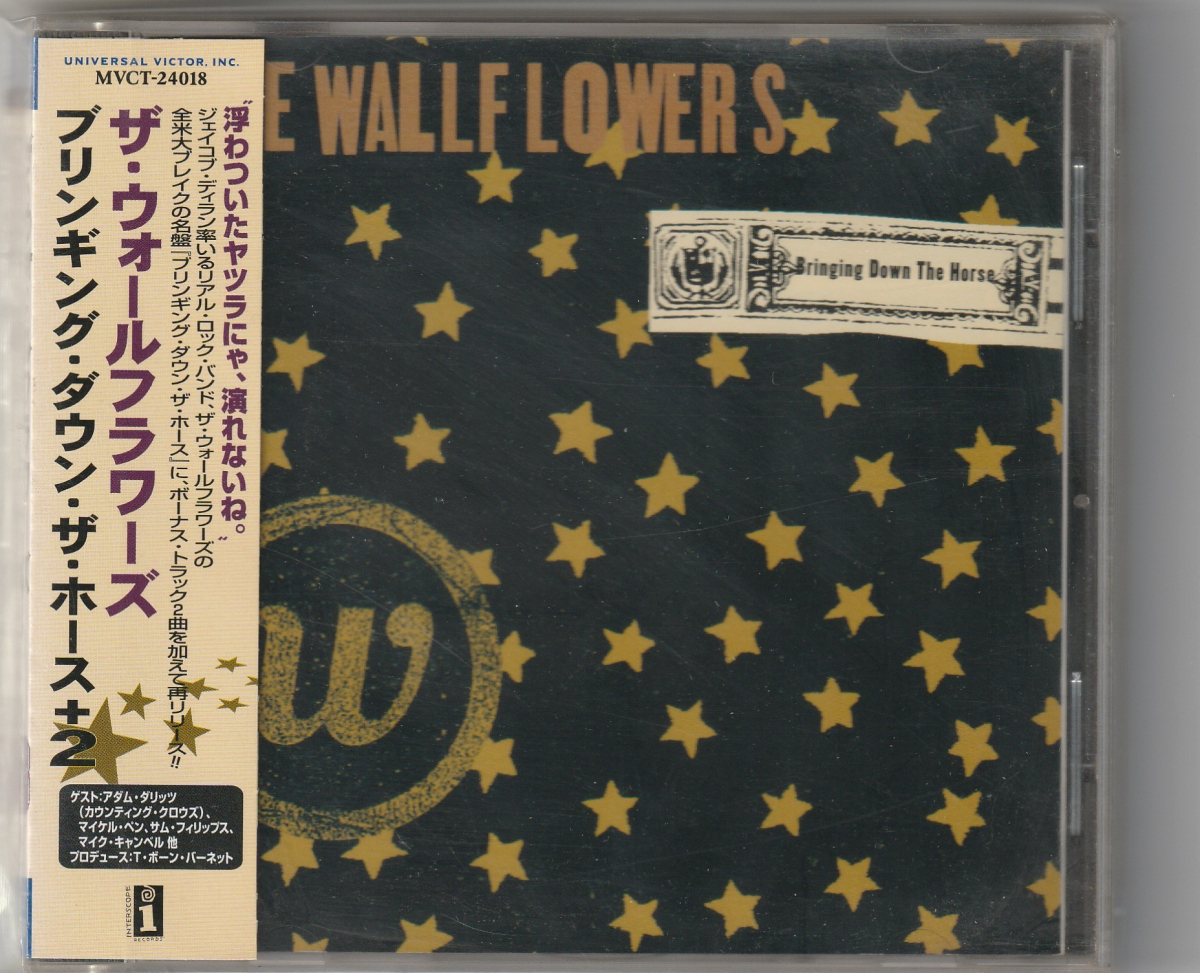 UNIVERSAL VICTOR, INC.
MVCT-24018
“浮わついたヤツラにゃ、演れないね。”
ジェイコブ・ディラン率いるリアル・ロック・バンド、ザ・ウォールフラワーズの
全米大ブレイクの名盤『ブリンギング・ダウン・ザ・ホース』に、ボーナス・トラック2曲を加えて再リリース!!
ザ・ウォールフラワーズ
ブリンギング・ダウン・ザ・ホース+2
ゲスト:アダム・ダリッツ
(カウンティング・クロウズ)、
マイケル・ペン、サム・フィリップス、
マイク・キャンベル 他
プロデュース:T・ボーン・バーネット
INTERSCOPE
i
RECORDS
E WALLFLOWERS
Bringing Down The Horse
w